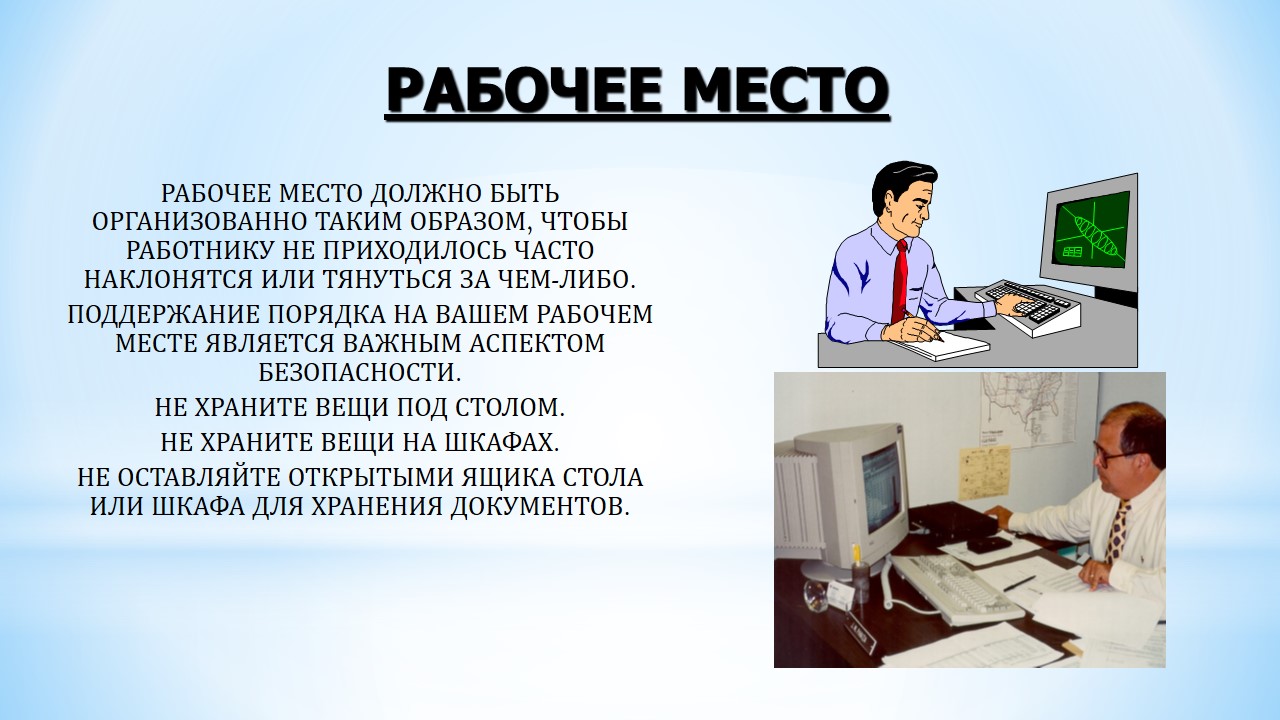 РАБОЧЕЕ МЕСТО
РАБОЧЕЕ МЕСТО ДОЛЖНО БЫТЬ
ОРГАНИЗОВАННО ТАКИМ ОБРАЗОМ, ЧТОБЫ
РАБОТНИКУ НЕ ПРИХОДИЛОСЬ ЧАСТО
НАКЛОНЯТСЯ ИЛИ ТЯНУТЬСЯ ЗА ЧЕМ-ЛИБО.
ПОДДЕРЖАНИЕ ПОРЯДКА НА ВАШЕМ РАБОЧЕМ
МЕСТЕ ЯВЛЯЕТСЯ ВАЖНЫМ АСПЕКТОМ
БЕЗОПАСНОСТИ.
НЕ ХРАНИТЕ ВЕЩИ ПОД СТОЛОМ.
НЕ ХРАНИТЕ ВЕЩИ НА ШКАФАХ.
НЕ ОСТАВЛЯЙТЕ ОТКРЫТЫМИ ЯЩИКА СТОЛА
ИЛИ ШКАФА ДЛЯ ХРАНЕНИЯ ДОКУМЕНТОВ.